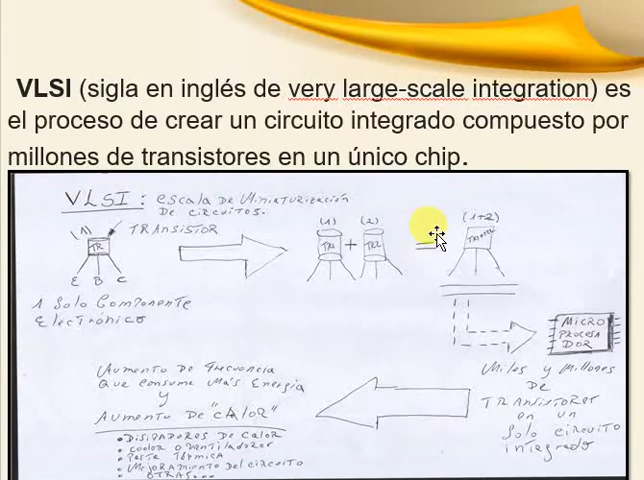 VLSI (sigla en inglés de very large-scale integration) es
el proceso de crear un circuito integrado compuesto por
millones de transistores en un único chip.
VLSI: escala DE Miniaturización
De circuitos.
(1)
TRANSISTOR
TR
E B C
1 Solo Componente
Electrónico
(1) (2) (1+2)
TR1 + TR2 =
MICRO
PROCESA
DOR
Miles y Millones
DE
TRANSISTORES
en un
Solo circuito
integrado
Aumento De Frecuencia
Que consume Más Energía
y
AUMENTO DE "CALOR"
• DISIPADORES DE CALOR
• COOLER O VENTILADORES
• PASTA TÉRMICA
• MEJORAMIENTO Del CIRCUITO
• OTRAS...